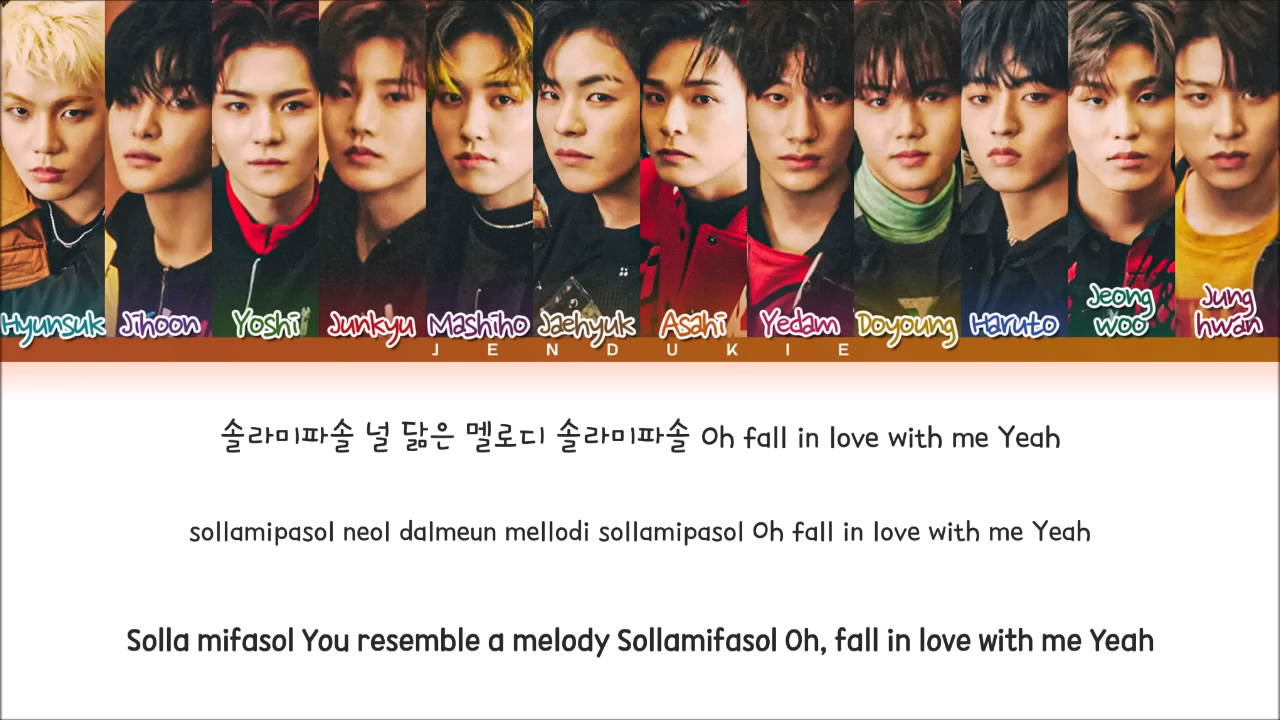 Hyunsuk Jihoon Yoshi Junkyu Mashiho Jaehyuk Asahi Yedam Doyoung Haruto Jeong woo Jung hwan
JENDUKIE
솔라미파솔 널 닮은 멜로디 솔라미파솔 Oh fall in love with me Yeah
sollamipasol neol dalmeun mellodi sollamipasol Oh fall in love with me Yeah
Solla mifasol You resemble a melody Sollamifasol Oh, fall in love with me Yeah